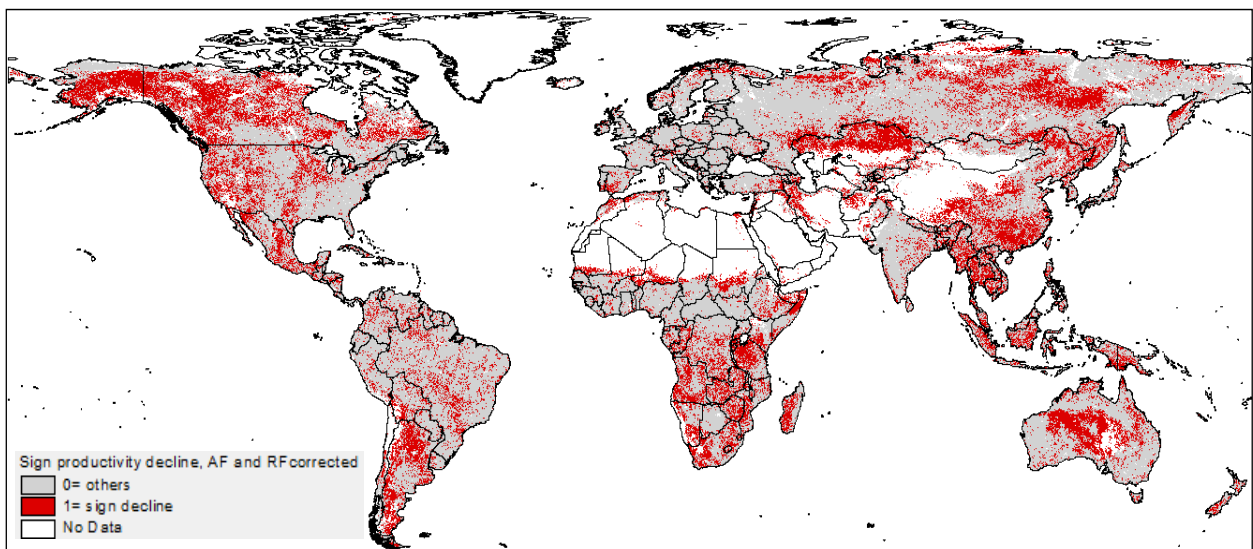 Sign productivity decline, AF and RFcorrected
0= others
1= sign decline
No Data